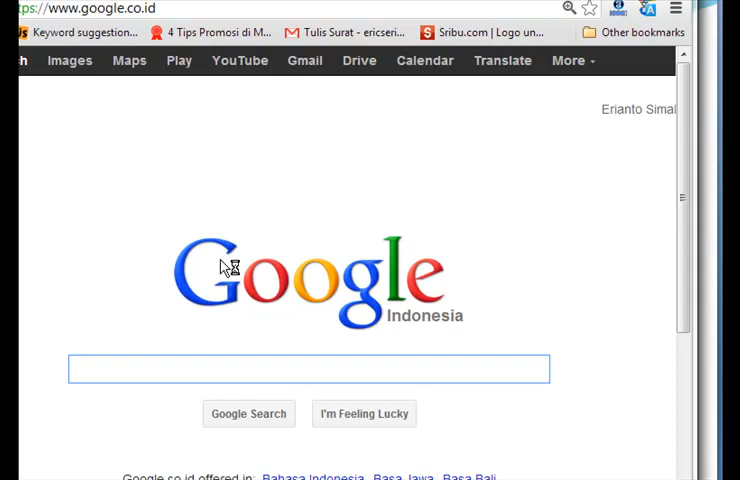 tps://www.google.co.id
Keyword suggestion... 4 Tips Promosi di M... Tulis Surat - ericseri... Sribu.com | Logo un... Other bookmarks
ch Images Maps Play YouTube Gmail Drive Calendar Translate More
Erianto Simal
Google
Indonesia
Google Search I'm Feeling Lucky
Google.co.id offered in: Bahasa Indonesia Basa Jawa Basa Bali